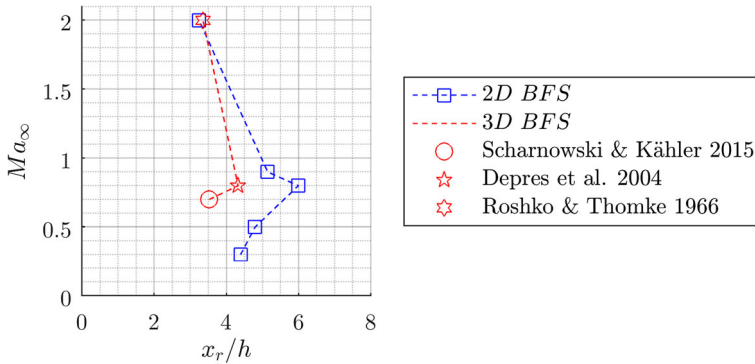 2
1.5
1
0.5
0
Ma∞
0 2 4 6 8
x_r/h
2D BFS
3D BFS
Scharnowski & Kähler 2015
Depres et al. 2004
Roshko & Thomke 1966